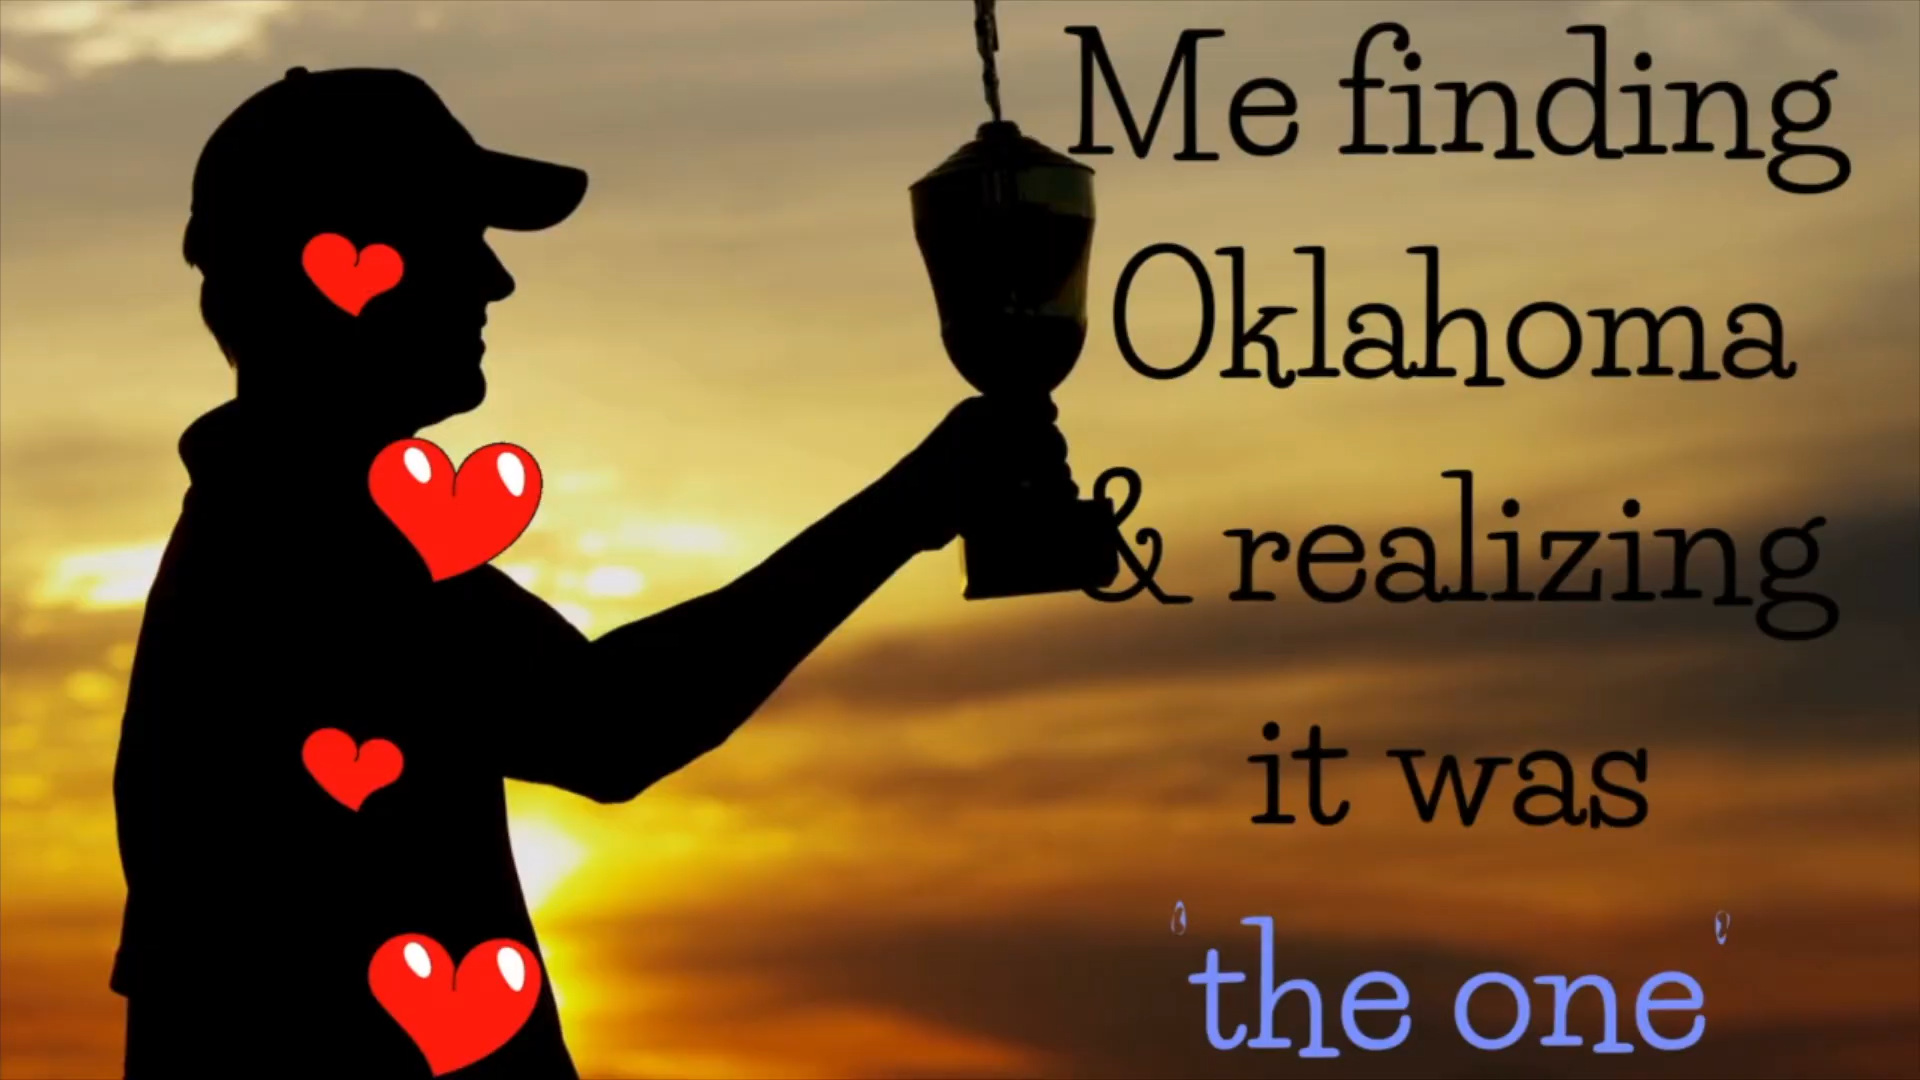 Me finding
Oklahoma
& realizing
it was
'the one'